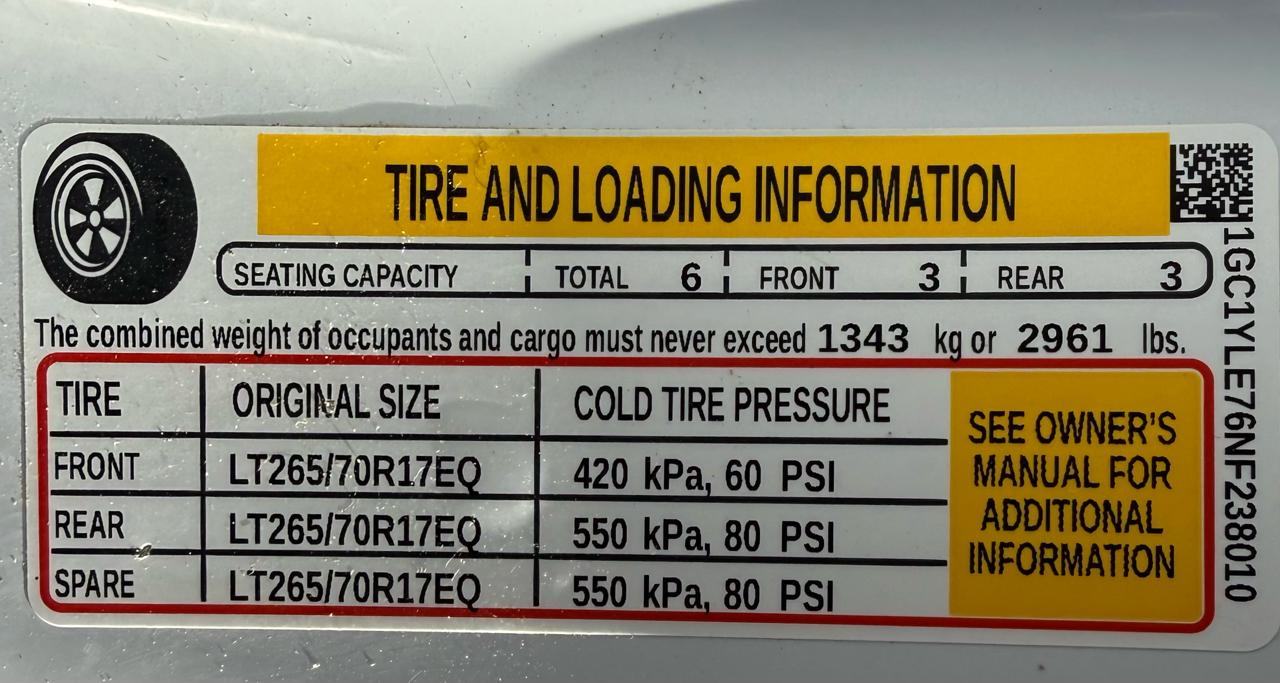 TIRE AND LOADING INFORMATION
SEATING CAPACITY TOTAL 6 FRONT 3 REAR 3
The combined weight of occupants and cargo must never exceed 1343 kg or 2961 lbs.
TIRE ORIGINAL SIZE COLD TIRE PRESSURE
FRONT LT265/70R17EQ 420 kPa, 60 PSI
REAR LT265/70R17EQ 550 kPa, 80 PSI
SPARE LT265/70R17EQ 550 kPa, 80 PSI
SEE OWNER'S
MANUAL FOR
ADDITIONAL
INFORMATION
1GC1YLE76NF238010